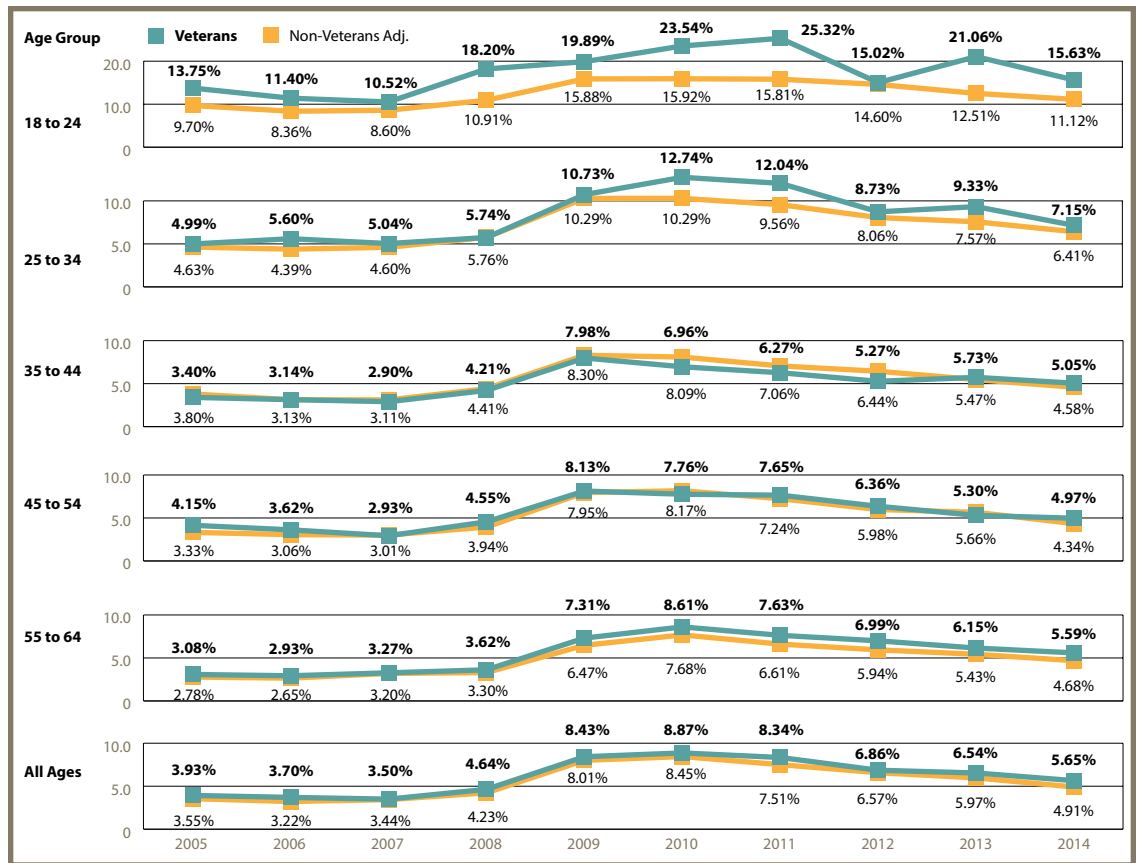 Age Group Veterans Non-Veterans Adj.
18 to 24
20.0
10.0
0
13.75% 11.40% 10.52% 18.20% 19.89% 23.54% 25.32% 15.02% 21.06% 15.63%
9.70% 8.36% 8.60% 10.91% 15.88% 15.92% 15.81% 14.60% 12.51% 11.12%
25 to 34
10.0
5.0
0
4.99% 5.60% 5.04% 5.74% 10.73% 12.74% 12.04% 8.73% 9.33% 7.15%
4.63% 4.39% 4.60% 5.76% 10.29% 10.29% 9.56% 8.06% 7.57% 6.41%
35 to 44
10.0
5.0
0
3.40% 3.14% 2.90% 4.21% 7.98% 6.96% 6.27% 5.27% 5.73% 5.05%
3.80% 3.13% 3.11% 4.41% 8.30% 8.09% 7.06% 6.44% 5.47% 4.58%
45 to 54
10.0
5.0
0
4.15% 3.62% 2.93% 4.55% 8.13% 7.76% 7.65% 6.36% 5.30% 4.97%
3.33% 3.06% 3.01% 3.94% 7.95% 8.17% 7.24% 5.98% 5.66% 4.34%
55 to 64
10.0
5.0
0
3.08% 2.93% 3.27% 3.62% 7.31% 8.61% 7.63% 6.99% 6.15% 5.59%
2.78% 2.65% 3.20% 3.30% 6.47% 7.68% 6.61% 5.94% 5.43% 4.68%
All Ages
10.0
5.0
0
3.93% 3.70% 3.50% 4.64% 8.43% 8.87% 8.34% 6.86% 6.54% 5.65%
3.55% 3.22% 3.44% 4.23% 8.01% 8.45% 7.51% 6.57% 5.97% 4.91%
2005 2006 2007 2008 2009 2010 2011 2012 2013 2014